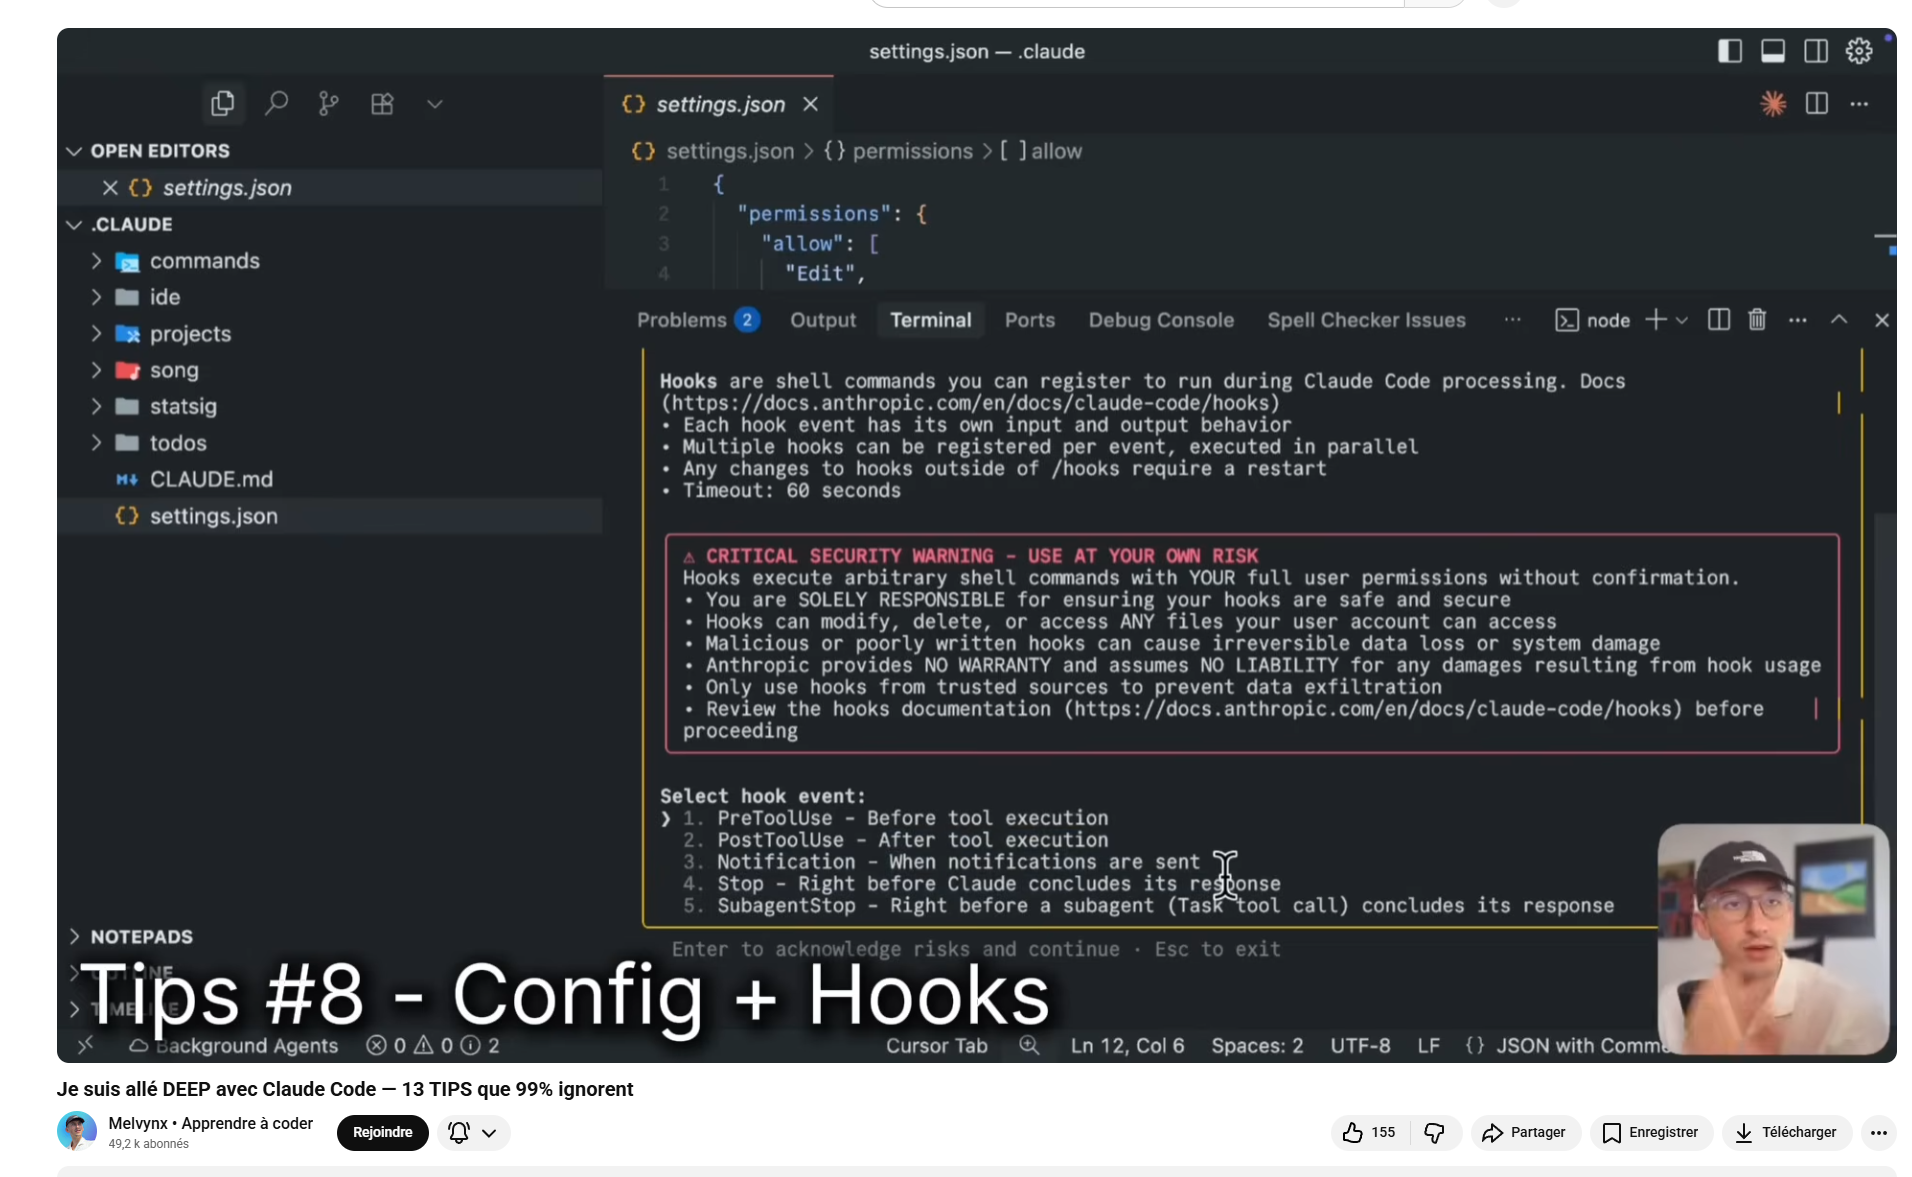 settings.json — .claude
settings.json
OPEN EDITORS
settings.json
.CLAUDE
commands
ide
projects
song
statsig
todos
CLAUDE.md
settings.json
NOTEPADS
settings.json > {} permissions > [ ] allow
1 {
2 "permissions": {
3 "allow": [
4 "Edit",
Problems 2 Output Terminal Ports Debug Console Spell Checker Issues ··· node
Hooks are shell commands you can register to run during Claude Code processing. Docs
(https://docs.anthropic.com/en/docs/claude-code/hooks)
• Each hook event has its own input and output behavior
• Multiple hooks can be registered per event, executed in parallel
• Any changes to hooks outside of /hooks require a restart
• Timeout: 60 seconds
⚠ CRITICAL SECURITY WARNING - USE AT YOUR OWN RISK
Hooks execute arbitrary shell commands with YOUR full user permissions without confirmation.
• You are SOLELY RESPONSIBLE for ensuring your hooks are safe and secure
• Hooks can modify, delete, or access ANY files your user account can access
• Malicious or poorly written hooks can cause irreversible data loss or system damage
• Anthropic provides NO WARRANTY and assumes NO LIABILITY for any damages resulting from hook usage
• Only use hooks from trusted sources to prevent data exfiltration
• Review the hooks documentation (https://docs.anthropic.com/en/docs/claude-code/hooks) before
proceeding
Select hook event:
❯ 1. PreToolUse - Before tool execution
2. PostToolUse - After tool execution
3. Notification - When notifications are sent
4. Stop - Right before Claude concludes its response
5. SubagentStop - Right before a subagent (Task tool call) concludes its response
Enter to acknowledge risks and continue · Esc to exit
Tips #8 - Config + Hooks
Background Agents 0 0 2 Cursor Tab Ln 12, Col 6 Spaces: 2 UTF-8 LF {} JSON with Comme
Je suis allé DEEP avec Claude Code — 13 TIPS que 99% ignorent
Melvynx • Apprendre à coder
49,2 k abonnés
Rejoindre
155
Partager
Enregistrer
Télécharger